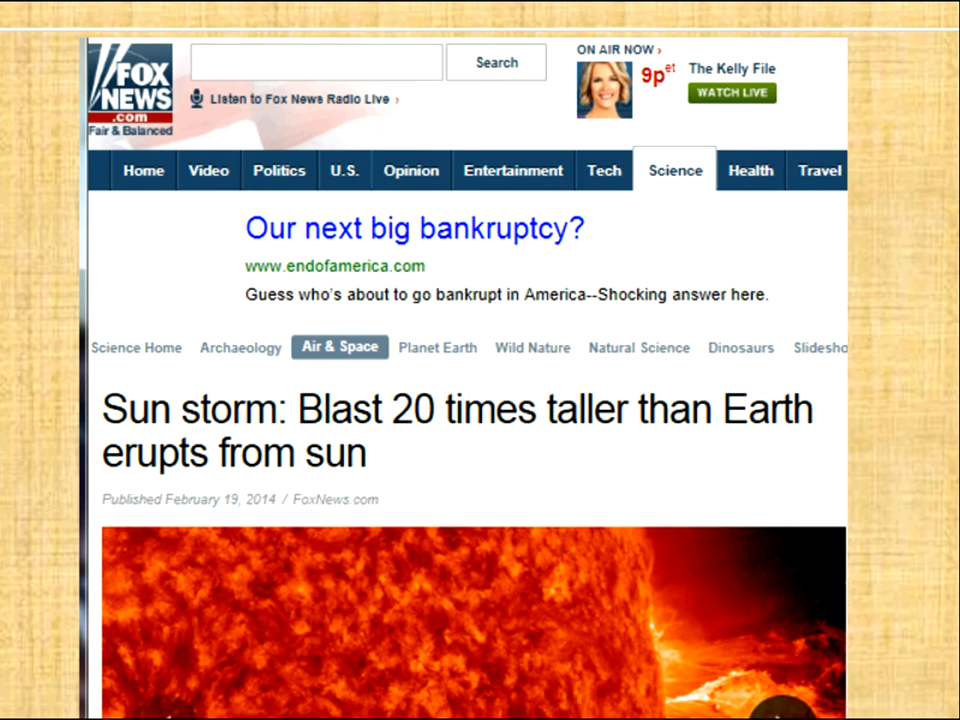 FOX
NEWS
.com
Fair & Balanced
Search
Listen to Fox News Radio Live ›
ON AIR NOW ›
9p et
The Kelly File
WATCH LIVE
Home Video Politics U.S. Opinion Entertainment Tech Science Health Travel
Our next big bankruptcy?
www.endofamerica.com
Guess who's about to go bankrupt in America--Shocking answer here.
Science Home Archaeology Air & Space Planet Earth Wild Nature Natural Science Dinosaurs Slidesho
Sun storm: Blast 20 times taller than Earth
erupts from sun
Published February 19, 2014 / FoxNews.com